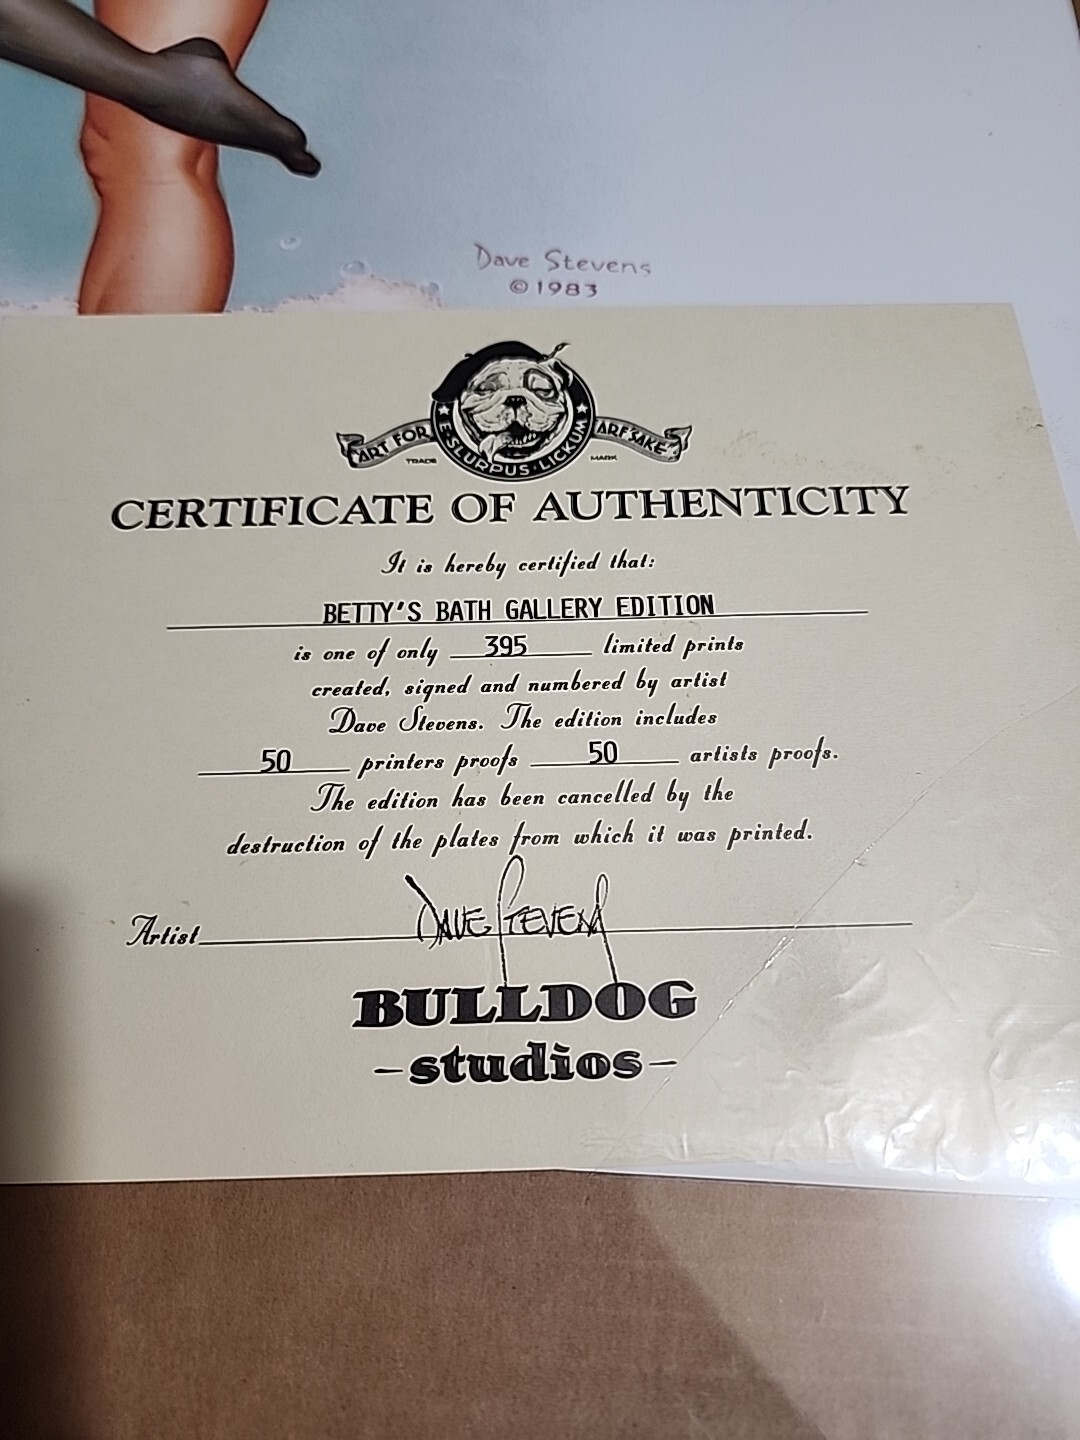 Dave Stevens
©1983
ART FOR ARF'SAKE
E·SLURPUS·LICKUM
TRADE MARK
CERTIFICATE OF AUTHENTICITY
It is hereby certified that:
BETTY'S BATH GALLERY EDITION
is one of only 395 limited prints
created, signed and numbered by artist
Dave Stevens. The edition includes
50 printers proofs 50 artists proofs.
The edition has been cancelled by the
destruction of the plates from which it was printed.
Artist DAVE STEVENS
BULLDOG
-studios-